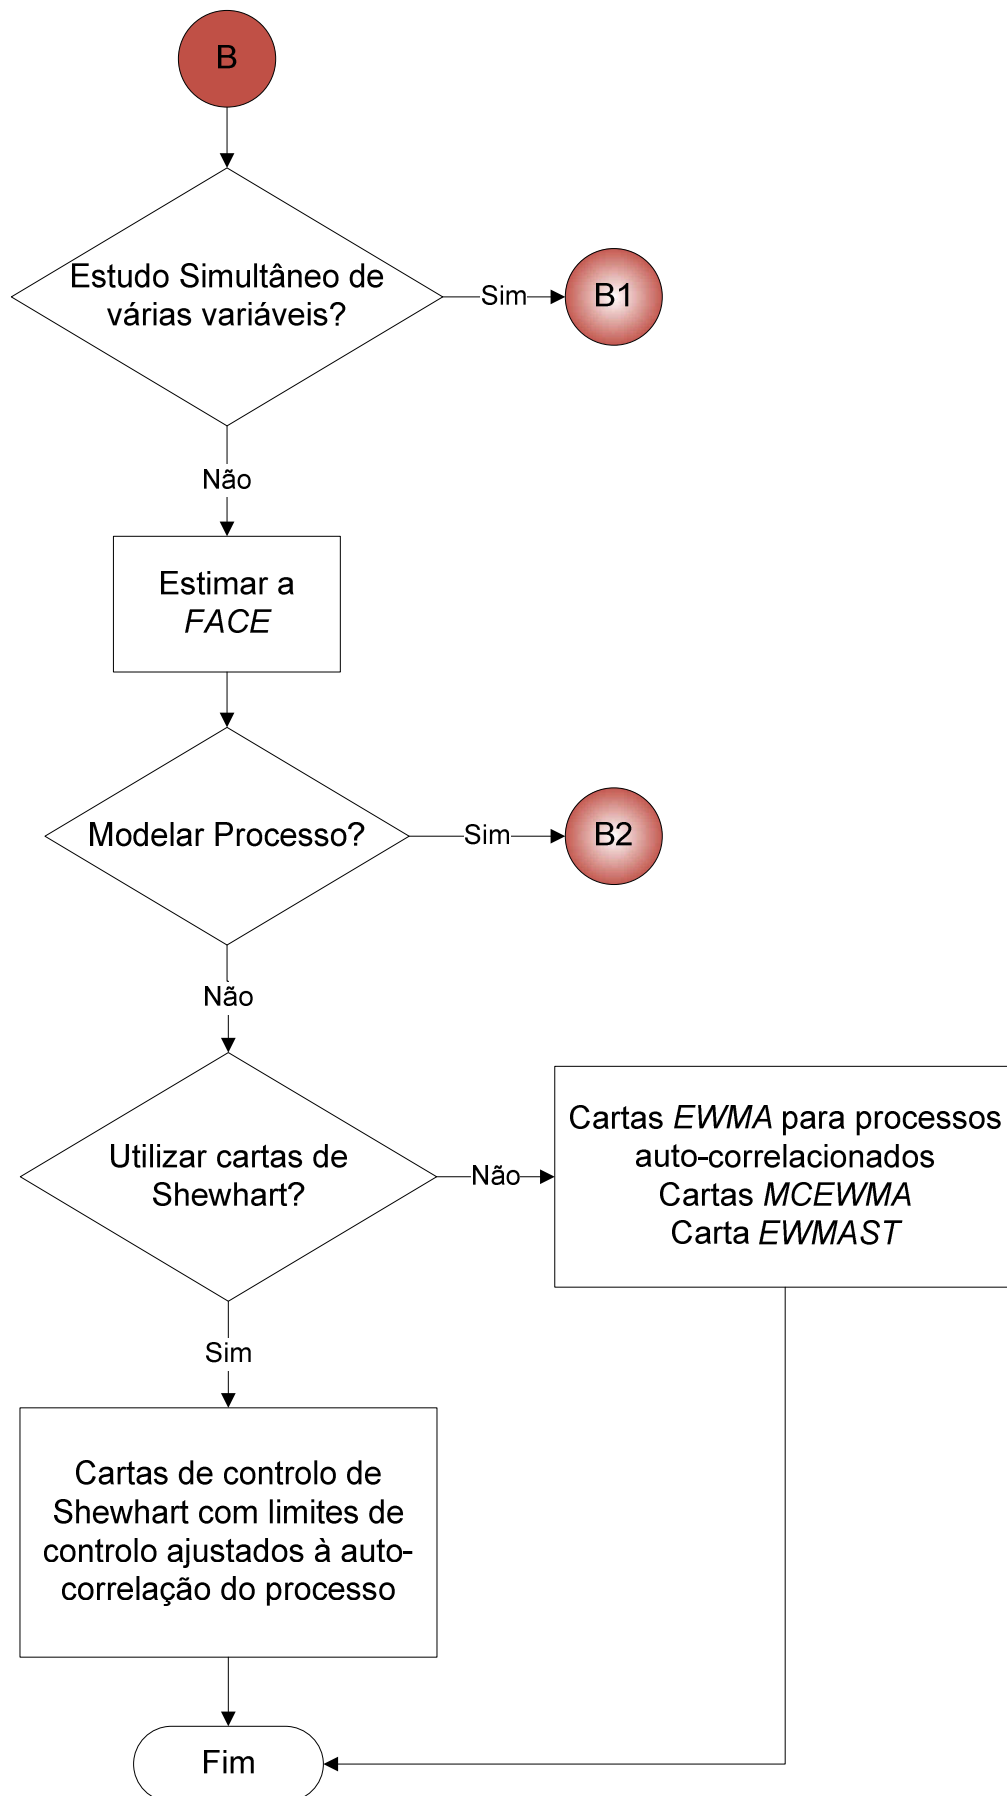 B
Estudo Simultâneo de
várias variáveis?
Sim
B1
Não
Estimar a
FACE
Modelar Processo?
Sim
B2
Não
Utilizar cartas de
Shewhart?
Não
Cartas EWMA para processos
auto-correlacionados
Cartas MCEWMA
Carta EWMAST
Sim
Cartas de controlo de
Shewhart com limites de
controlo ajustados à auto-
correlação do processo
Fim